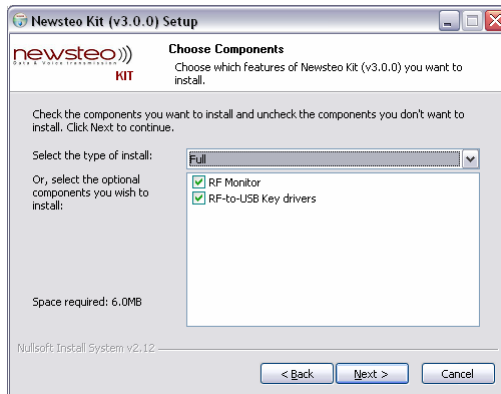 Newsteo Kit (v3.0.0) Setup
newsteo
Data & Voice transmission
KIT
Choose Components
Choose which features of Newsteo Kit (v3.0.0) you want to
install.
Check the components you want to install and uncheck the components you don't want to
install. Click Next to continue.
Select the type of install:
Full
Or, select the optional
components you wish to
install:
RF Monitor
RF-to-USB Key drivers
Space required: 6.0MB
Nullsoft Install System v2.12
< Back
Next >
Cancel